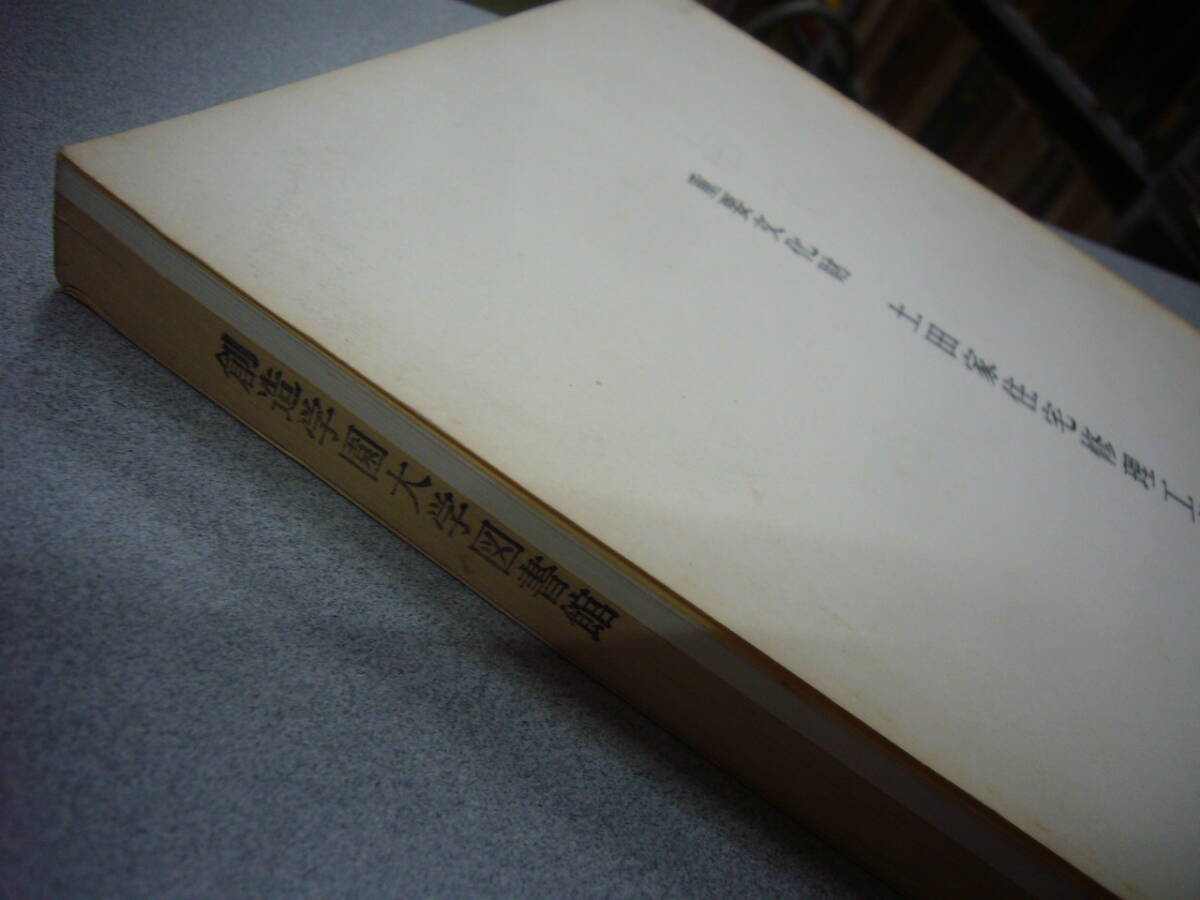 重要文化財 土田家住宅修理工
創造学園大学図書館